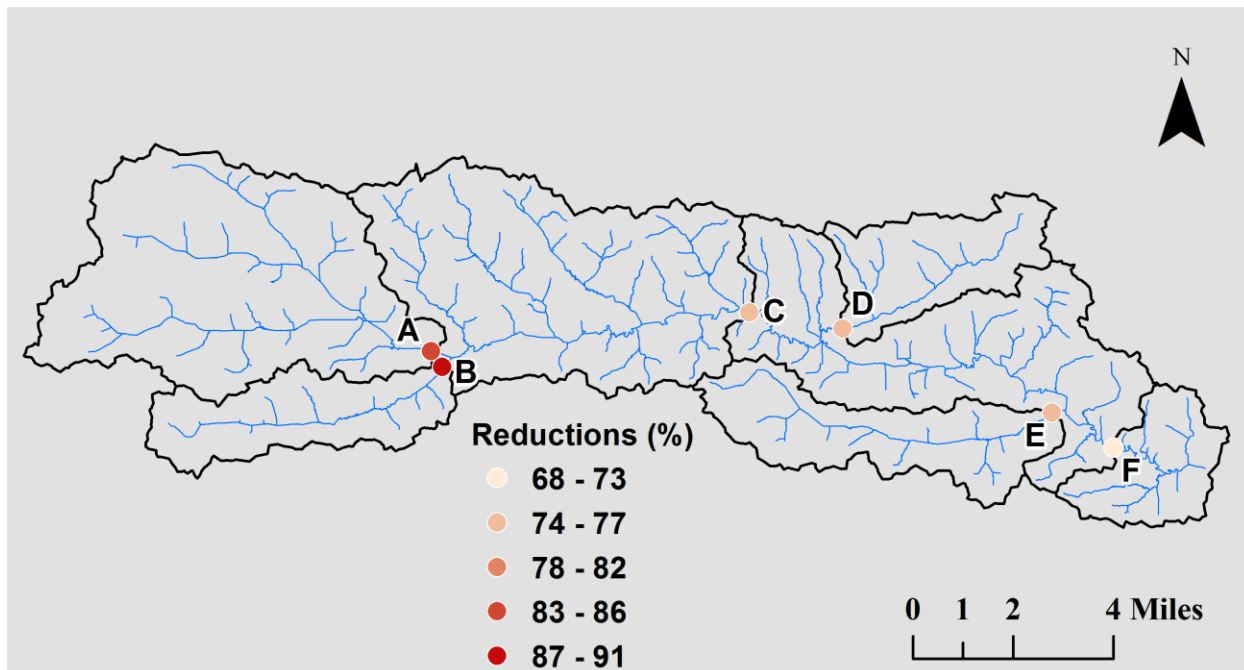 N
A
B
C
D
E
F
Reductions (%)
68 - 73
74 - 77
78 - 82
83 - 86
87 - 91
0 1 2 4 Miles